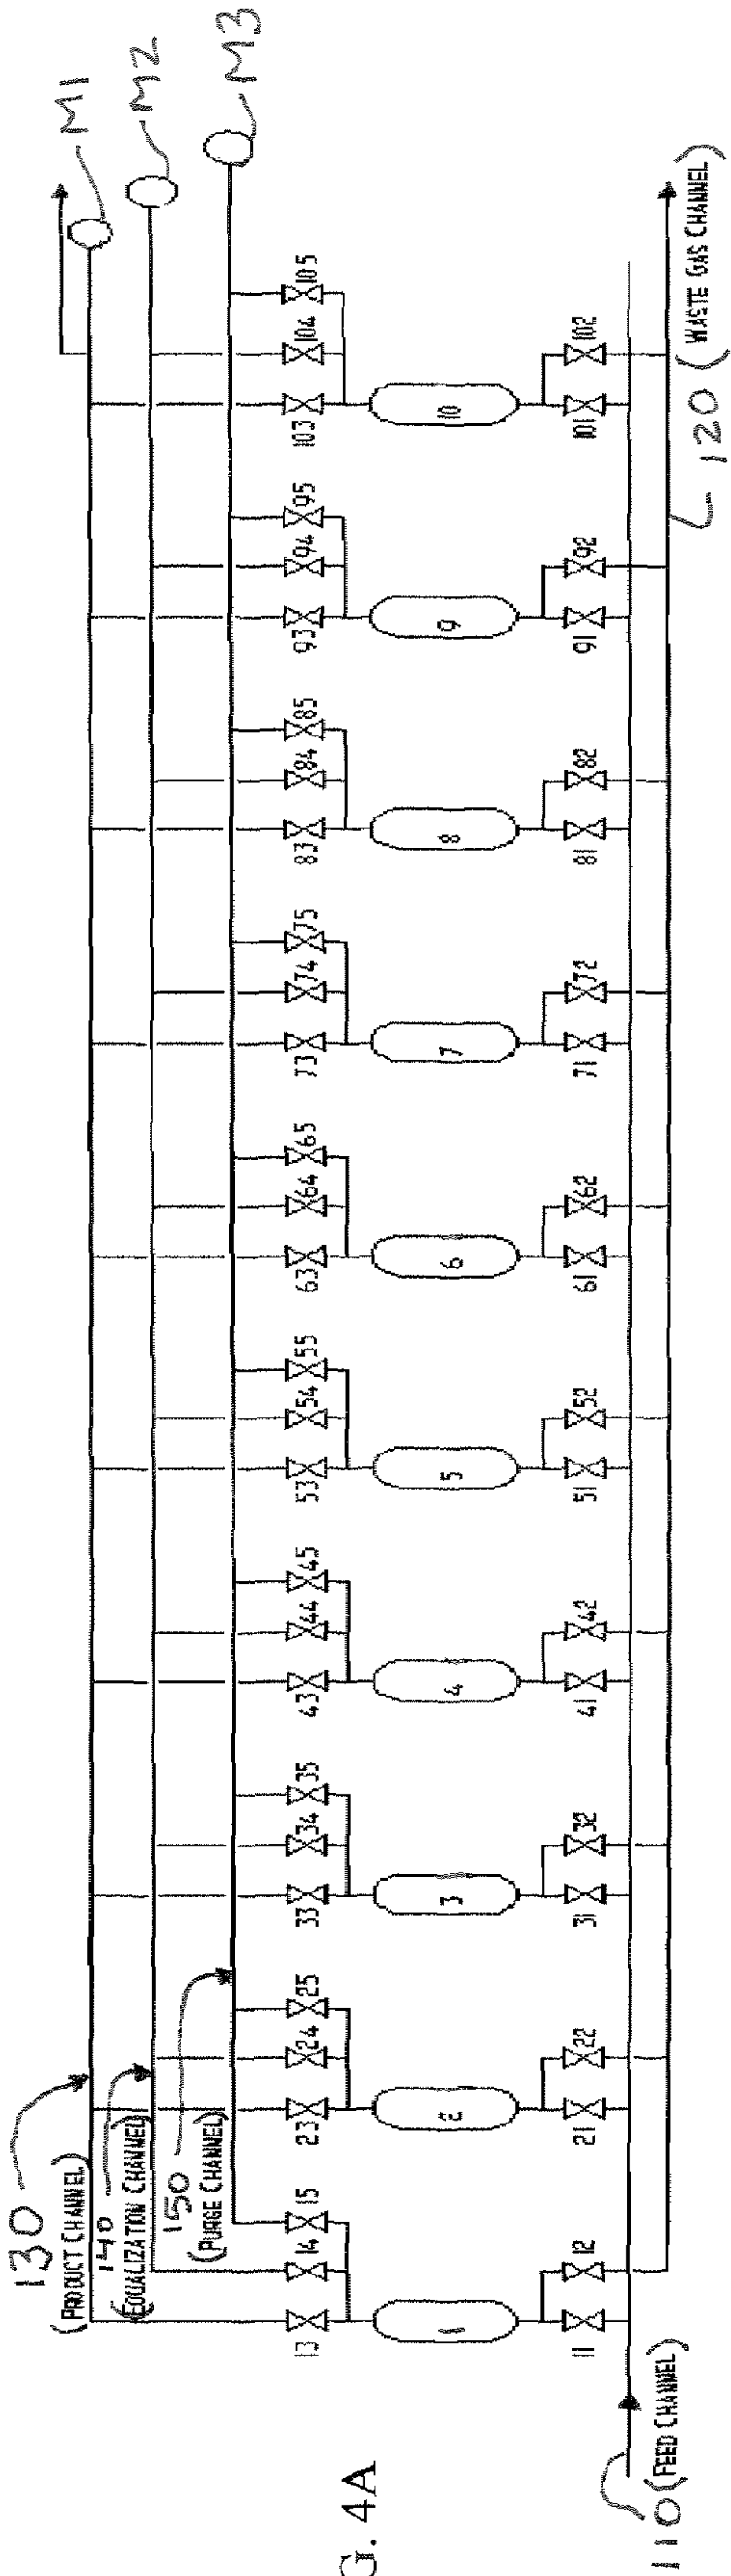 M1
M2
M3
130
(PRODUCT CHANNEL)
140
(EQUALIZATION CHANNEL)
150
(PURGE CHANNEL)
13 14 15
23 24 25
33 34 35
43 44 45
53 54 55
63 64 65
73 74 75
83 84 85
93 94 95
103 104 105
1 2 3 4 5 6 7 8 9 10
11 12
21 22
31 32
41 42
51 52
61 62
71 72
81 82
91 92
101 102
110 (FEED CHANNEL)
120 (WASTE GAS CHANNEL)
G. 4A